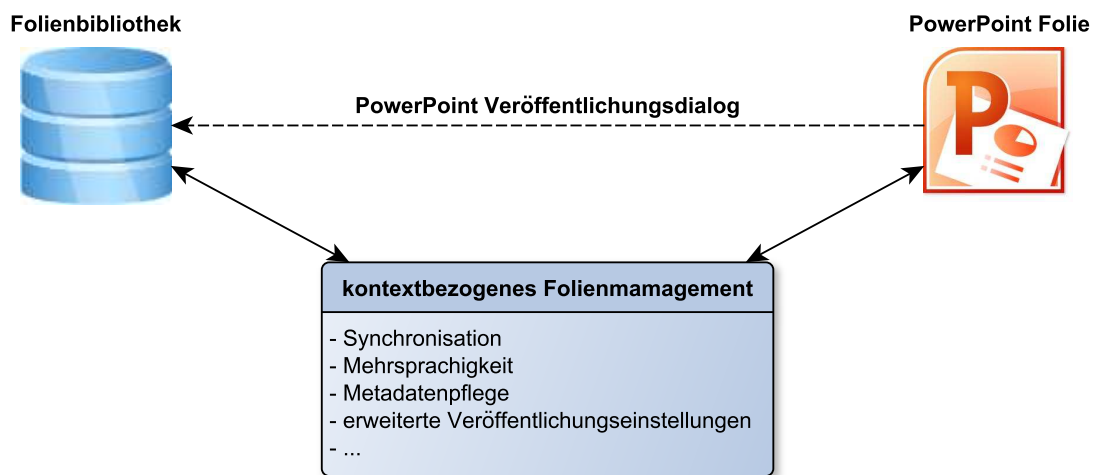 Folienbibliothek
PowerPoint Folie
PowerPoint Veröffentlichungsdialog
P
kontextbezogenes Folienmamagement
- Synchronisation
- Mehrsprachigkeit
- Metadatenpflege
- erweiterte Veröffentlichungseinstellungen
- ...